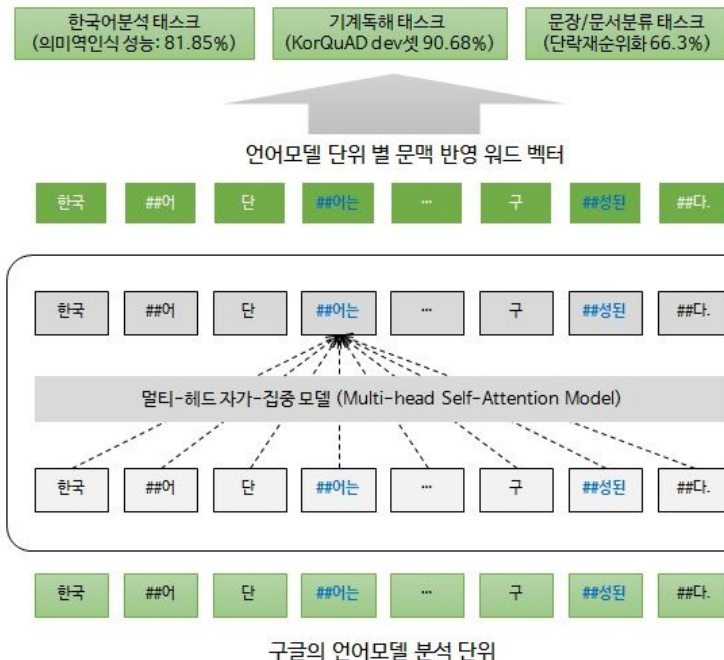 한국어분석 태스크
(의미역인식 성능: 81.85%)
기계독해 태스크
(KorQuAD dev셋 90.68%)
문장/문서분류 태스크
(단락재순위화 66.3%)
언어모델 단위 별 문맥 반영 워드 벡터
한국 ##어 단 ##어는 ... 구 ##성된 ##다.
한국 ##어 단 ##어는 ... 구 ##성된 ##다.
멀티-헤드 자가-집중 모델 (Multi-head Self-Attention Model)
한국 ##어 단 ##어는 ... 구 ##성된 ##다.
한국 ##어 단 ##어는 ... 구 ##성된 ##다.
구글의 언어모델 분석 단위